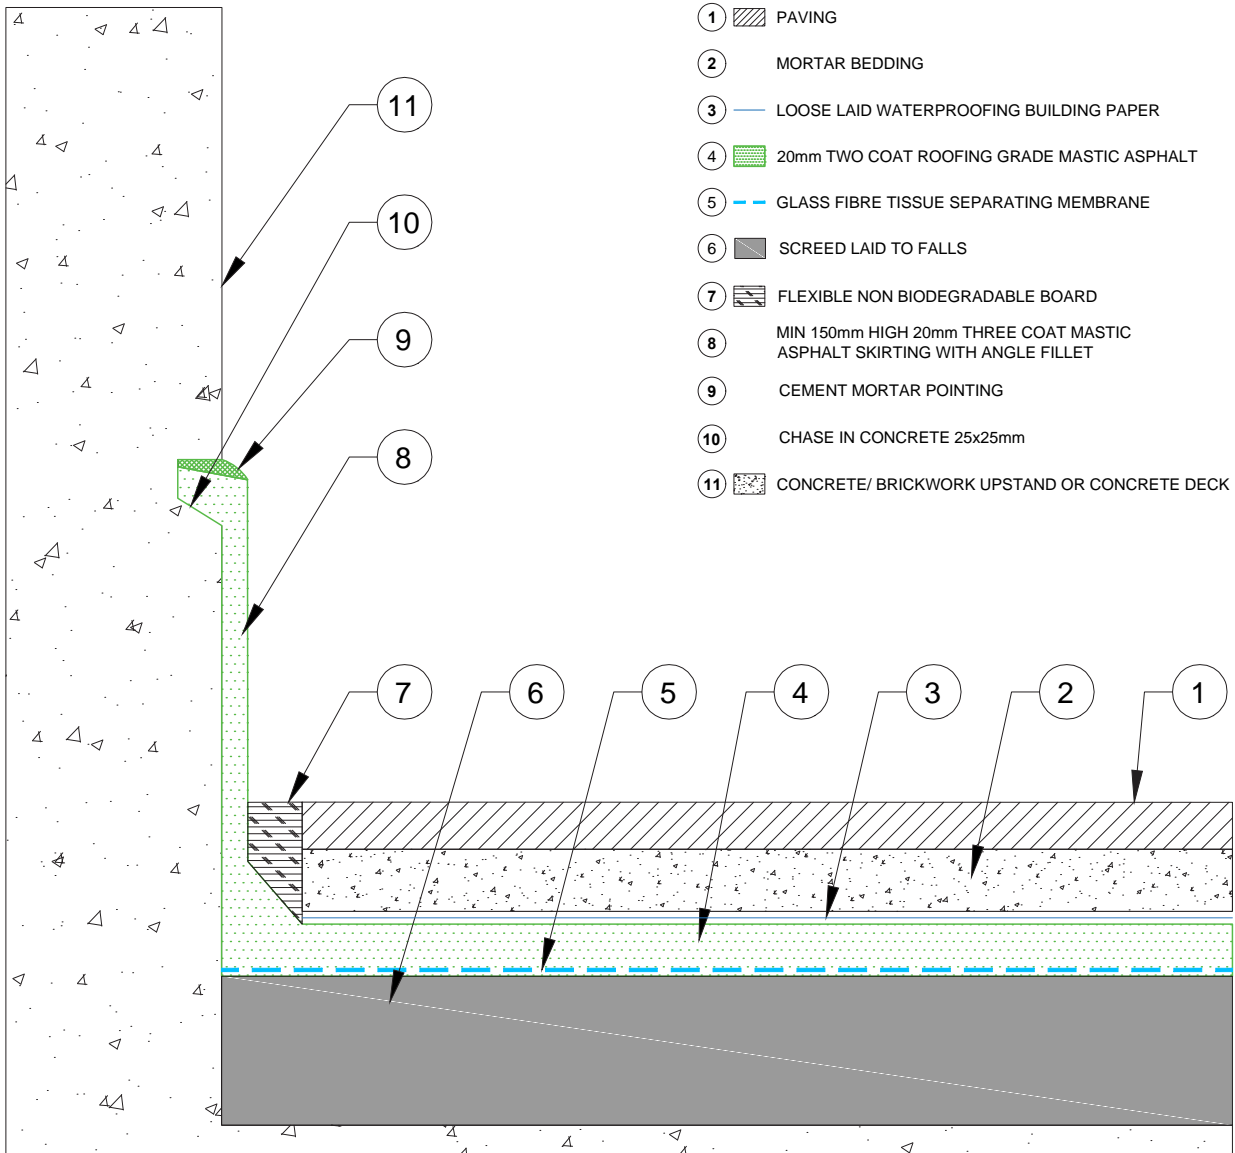 1 PAVING
2 MORTAR BEDDING
3 LOOSE LAID WATERPROOFING BUILDING PAPER
4 20mm TWO COAT ROOFING GRADE MASTIC ASPHALT
5 GLASS FIBRE TISSUE SEPARATING MEMBRANE
6 SCREED LAID TO FALLS
7 FLEXIBLE NON BIODEGRADABLE BOARD
8 MIN 150mm HIGH 20mm THREE COAT MASTIC
ASPHALT SKIRTING WITH ANGLE FILLET
9 CEMENT MORTAR POINTING
10 CHASE IN CONCRETE 25x25mm
11 CONCRETE/ BRICKWORK UPSTAND OR CONCRETE DECK
11
10
9
8
7 6 5 4 3 2 1